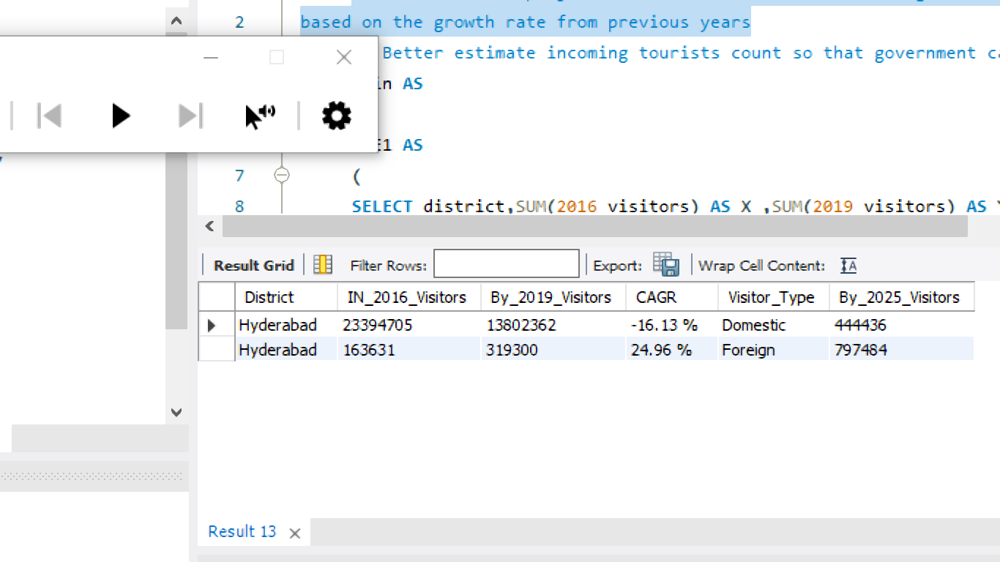 2
based on the growth rate from previous years
Better estimate incoming tourists count so that government
in AS
E1 AS
7 (
8 SELECT district,SUM(2016 visitors) AS X ,SUM(2019 visitors) AS Y
Result Grid Filter Rows: Export: Wrap Cell Content: IA
District IN_2016_Visitors By_2019_Visitors CAGR Visitor_Type By_2025_Visitors
Hyderabad 23394705 13802362 -16.13 % Domestic 444436
Hyderabad 163631 319300 24.96 % Foreign 797484
Result 13